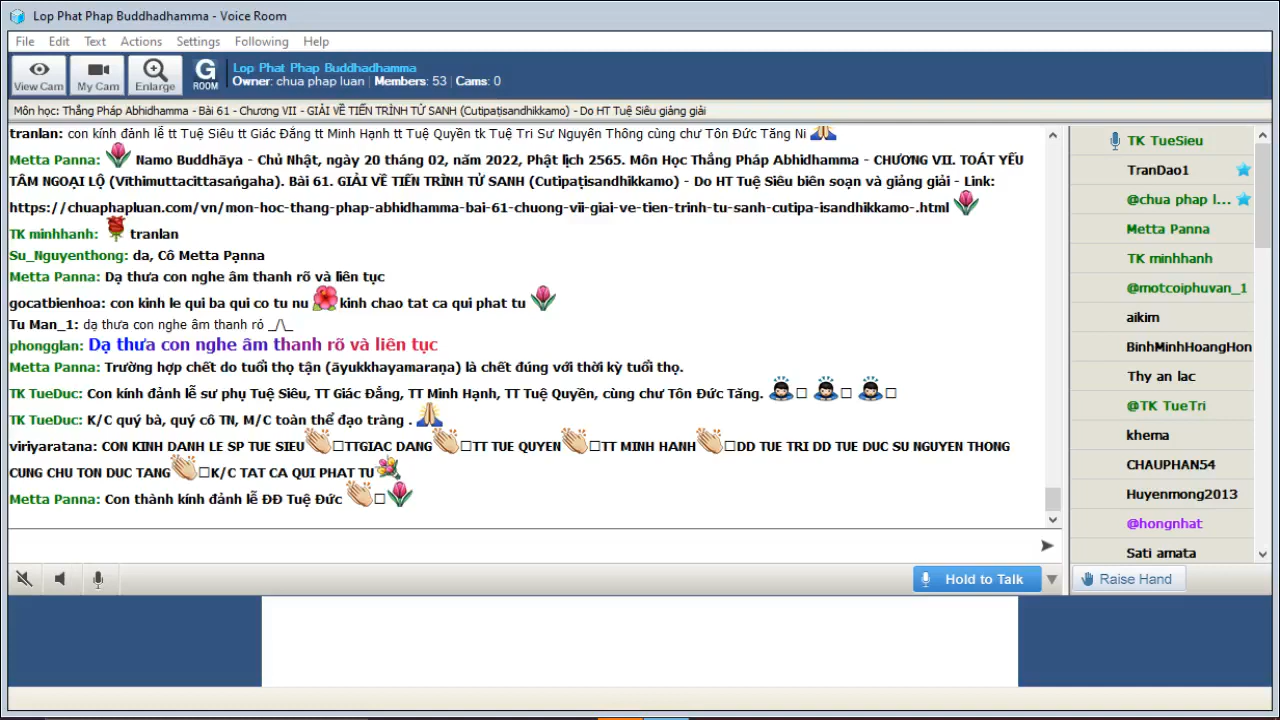 Lop Phat Phap Buddhadhamma - Voice Room
File Edit Text Actions Settings Following Help
View Cam My Cam Enlarge G ROOM
Lop Phat Phap Buddhadhamma
Owner: chua phap luan | Members: 53 | Cams: 0
Môn học: Thắng Pháp Abhidhamma - Bài 61 - Chương VII - GIẢI VỀ TIẾN TRÌNH TỬ SANH (Cutipaṭisandhikkamo) - Do HT Tuệ Siêu giảng giải
tranlan: con kính đảnh lễ tt Tuệ Siêu tt Giác Đẳng tt Minh Hạnh tt Tuệ Quyền tk Tuệ Tri Sư Nguyên Thông cùng chư Tôn Đức Tăng Ni 🙏
Metta Panna: 🌷 Namo Buddhāya - Chủ Nhật, ngày 20 tháng 02, năm 2022, Phật lịch 2565. Môn Học Thắng Pháp Abhidhamma - CHƯƠNG VII. TOÁT YẾU
TÂM NGOẠI LỘ (Vīthimuttacittasaṅgaha). Bài 61. GIẢI VỀ TIẾN TRÌNH TỬ SANH (Cutipaṭisandhikkamo) - Do HT Tuệ Siêu biên soạn và giảng giải - Link:
https://chuaphapluan.com/vn/mon-hoc-thang-phap-abhidhamma-bai-61-chuong-vii-giai-ve-tien-trinh-tu-sanh-cutipa-isandhikkamo-.html 🌷
TK minhhanh: 🌹 tranlan
Su_Nguyenthong: da, Cô Metta Pạnna
Metta Panna: Dạ thưa con nghe âm thanh rõ và liên tục
gocatbienhoa: con kinh le qui ba qui co tu nu 🌺 kinh chao tat ca qui phat tu 🌷
Tu Man_1: dạ thưa con nghe âm thanh rỏ _/\_
phongglan: Dạ thưa con nghe âm thanh rõ và liên tục
Metta Panna: Trường hợp chết do tuổi thọ tận (āyukkhayamaraṇa) là chết đúng với thời kỳ tuổi thọ.
TK TueDuc: Con kính đảnh lễ sư phụ Tuệ Siêu, TT Giác Đẳng, TT Minh Hạnh, TT Tuệ Quyền, cùng chư Tôn Đức Tăng. 🙇□ 🙇□ 🙇□
TK TueDuc: K/C quý bà, quý cô TN, M/C toàn thể đạo tràng . 🙏
viriyaratana: CON KINH DANH LE SP TUE SIEU👏□TTGIAC DANG👏□TT TUE QUYEN👏□TT MINH HANH👏□DD TUE TRI DD TUE DUC SU NGUYEN THONG
CUNG CHU TON DUC TANG👏□K/C TAT CA QUI PHAT TU💐
Metta Panna: Con thành kính đảnh lễ ĐĐ Tuệ Đức 👏□🌷
Hold to Talk
TK TueSieu
TranDao1
@chua phap l...
Metta Panna
TK minhhanh
@motcoiphuvan_1
aikim
BinhMinhHoangHon
Thy an lac
@TK TueTri
khema
CHAUPHAN54
Huyenmong2013
@hongnhat
Sati amata
Raise Hand